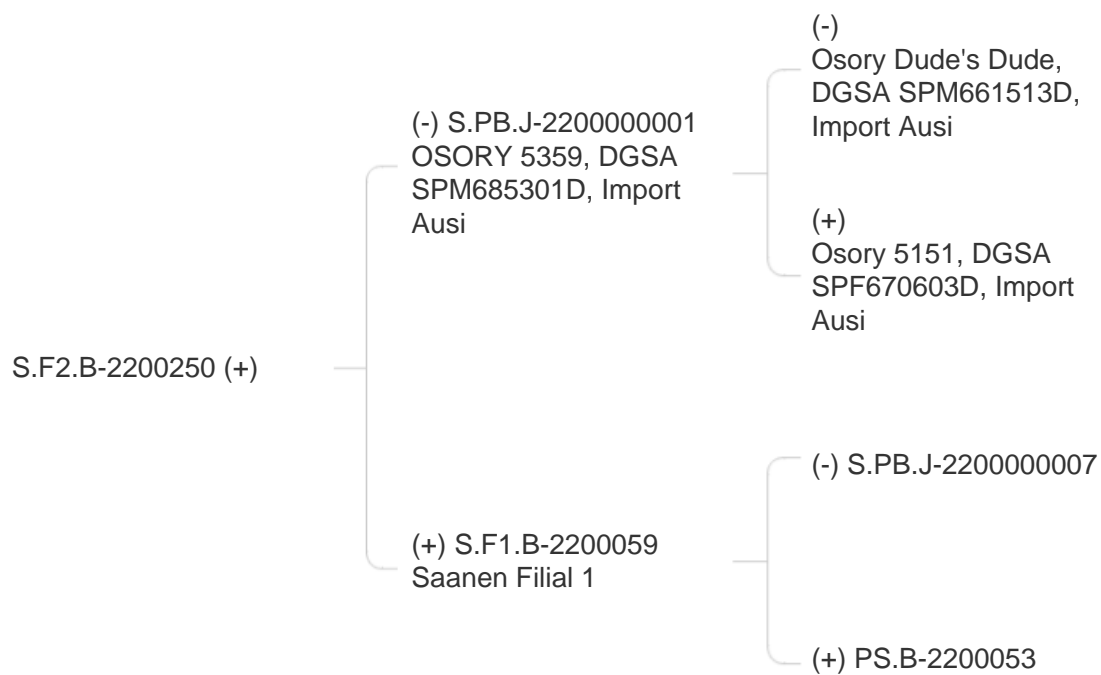 (-)
Osory Dude's Dude,
DGSA SPM661513D,
Import Ausi
(-) S.PB.J-2200000001
OSORY 5359, DGSA
SPM685301D, Import
Ausi
(+)
Osory 5151, DGSA
SPF670603D, Import
Ausi
S.F2.B-2200250 (+)
(-) S.PB.J-2200000007
(+) S.F1.B-2200059
Saanen Filial 1
(+) PS.B-2200053